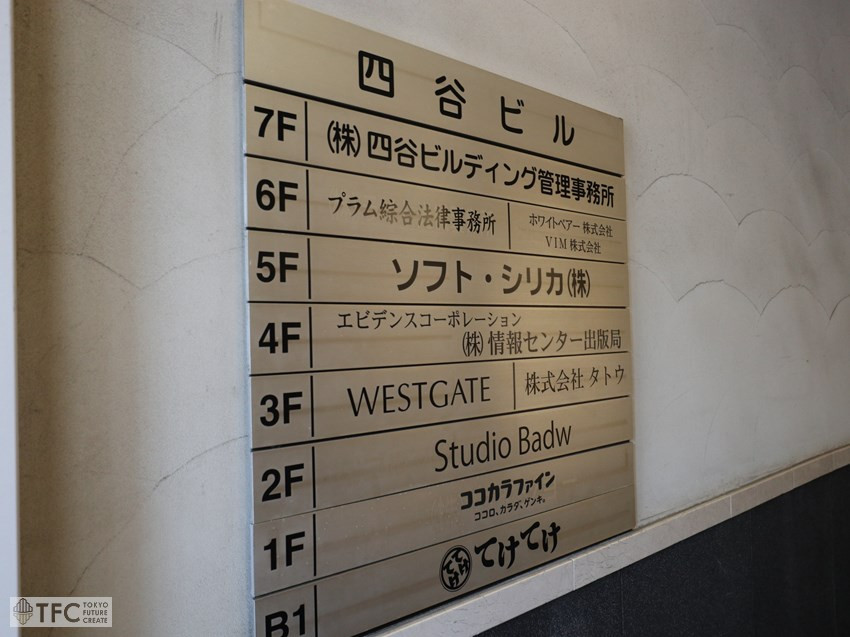 四谷ビル
7F (株)四谷ビルディング管理事務所
6F プラム綜合法律事務所 ホワイトベアー株式会社
VIM株式会社
5F ソフト・シリカ(株)
4F エビデンスコーポレーション
(株)情報センター出版局
3F WESTGATE 株式会社 タトウ
2F Studio Badw
1F ココカラファイン
ココロ、カラダ、ゲンキ。
B1 てけてけ てけてけ
TFC TOKYO FUTURE CREATE